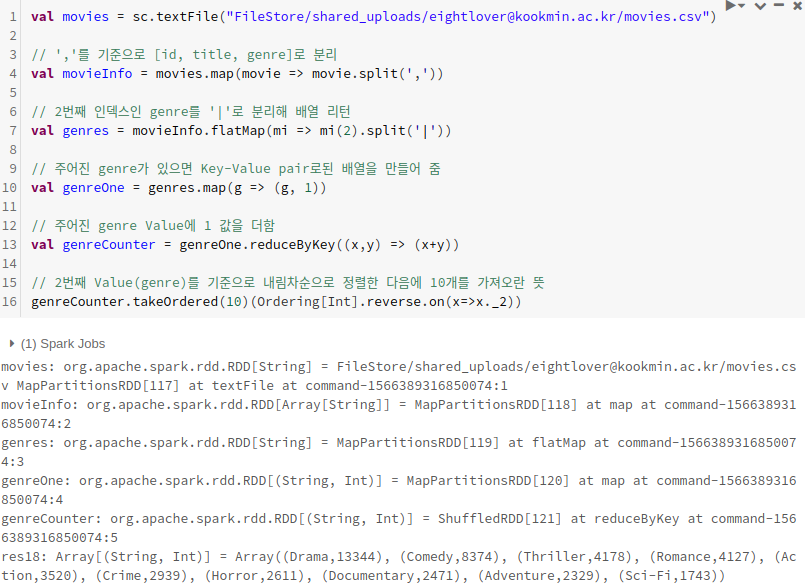 1 val movies = sc.textFile("FileStore/shared_uploads/eightlover@kookmin.ac.kr/movies.csv")
2
3 // ','를 기준으로 [id, title, genre]로 분리
4 val movieInfo = movies.map(movie => movie.split(','))
5
6 // 2번째 인덱스인 genre를 '|'로 분리해 배열 리턴
7 val genres = movieInfo.flatMap(mi => mi(2).split('|'))
8
9 // 주어진 genre가 있으면 Key-Value pair로된 배열을 만들어 줌
10 val genreOne = genres.map(g => (g, 1))
11
12 // 주어진 genre Value에 1 값을 더함
13 val genreCounter = genreOne.reduceByKey((x,y) => (x+y))
14
15 // 2번째 Value(genre)를 기준으로 내림차순으로 정렬한 다음에 10개를 가져오란 뜻
16 genreCounter.takeOrdered(10)(Ordering[Int].reverse.on(x=>x._2))
(1) Spark Jobs
movies: org.apache.spark.rdd.RDD[String] = FileStore/shared_uploads/eightlover@kookmin.ac.kr/movies.cs
v MapPartitionsRDD[117] at textFile at command-1566389316850074:1
movieInfo: org.apache.spark.rdd.RDD[Array[String]] = MapPartitionsRDD[118] at map at command-156638931
6850074:2
genres: org.apache.spark.rdd.RDD[String] = MapPartitionsRDD[119] at flatMap at command-156638931685007
4:3
genreOne: org.apache.spark.rdd.RDD[(String, Int)] = MapPartitionsRDD[120] at map at command-1566389316
850074:4
genreCounter: org.apache.spark.rdd.RDD[(String, Int)] = ShuffledRDD[121] at reduceByKey at command-156
6389316850074:5
res18: Array[(String, Int)] = Array((Drama,13344), (Comedy,8374), (Thriller,4178), (Romance,4127), (Ac
tion,3520), (Crime,2939), (Horror,2611), (Documentary,2471), (Adventure,2329), (Sci-Fi,1743))